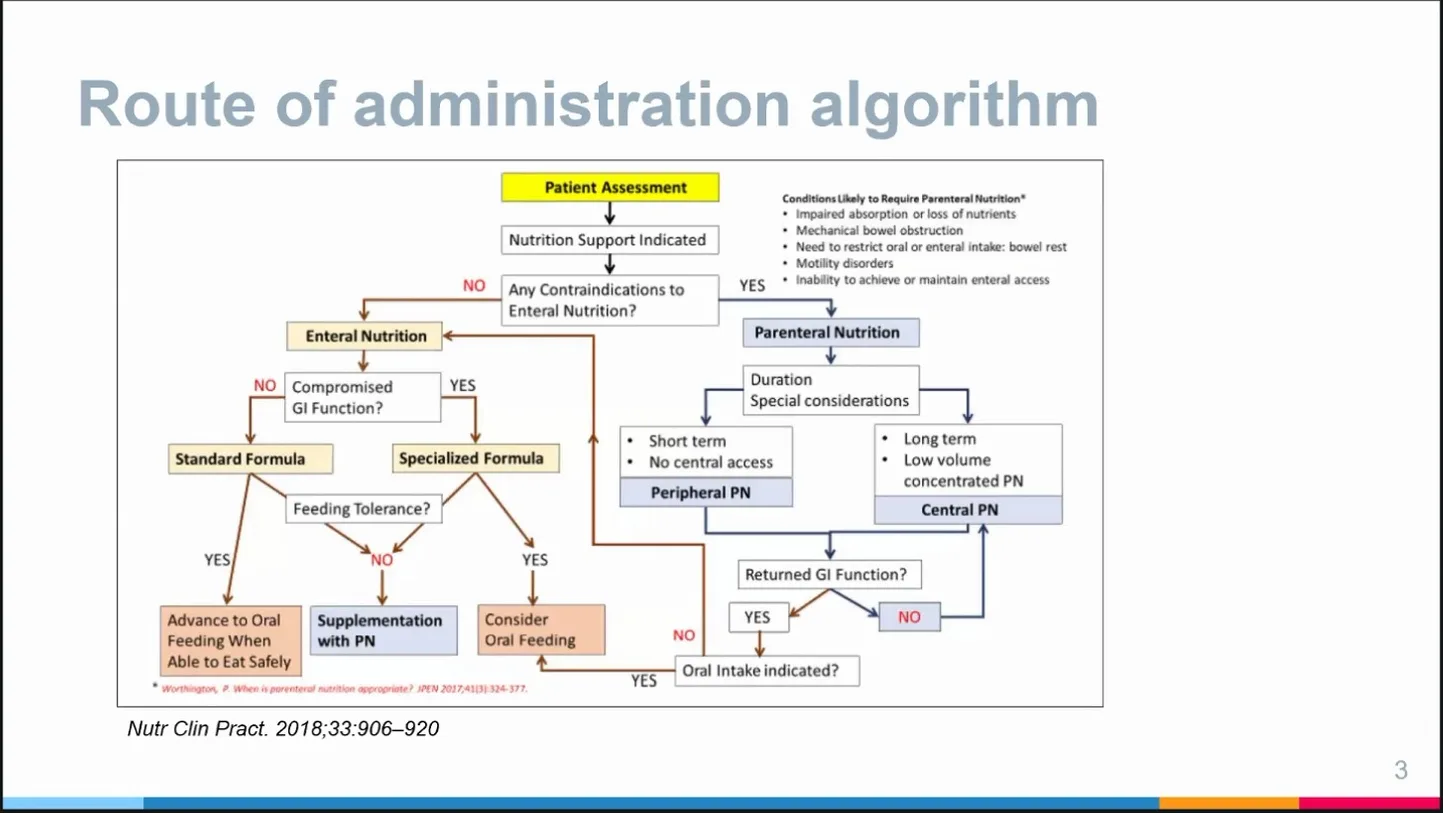 Route of administration algorithm
Patient Assessment
Nutrition Support Indicated
Conditions Likely to Require Parenteral Nutrition*
• Impaired absorption or loss of nutrients
• Mechanical bowel obstruction
• Need to restrict oral or enteral intake: bowel rest
• Motility disorders
• Inability to achieve or maintain enteral access
NO
Any Contraindications to
Enteral Nutrition?
YES
Enteral Nutrition
Parenteral Nutrition
NO
Compromised
GI Function?
YES
Duration
Special considerations
Standard Formula
Specialized Formula
• Short term
• No central access
Peripheral PN
• Long term
• Low volume
concentrated PN
Central PN
Feeding Tolerance?
YES
NO
YES
Returned GI Function?
YES
NO
Advance to Oral
Feeding When
Able to Eat Safely
Supplementation
with PN
Consider
Oral Feeding
NO
Oral Intake indicated?
YES
* Worthington, P. When is parenteral nutrition appropriate? JPEN 2017;41(3):324-377.
Nutr Clin Pract. 2018;33:906–920
3